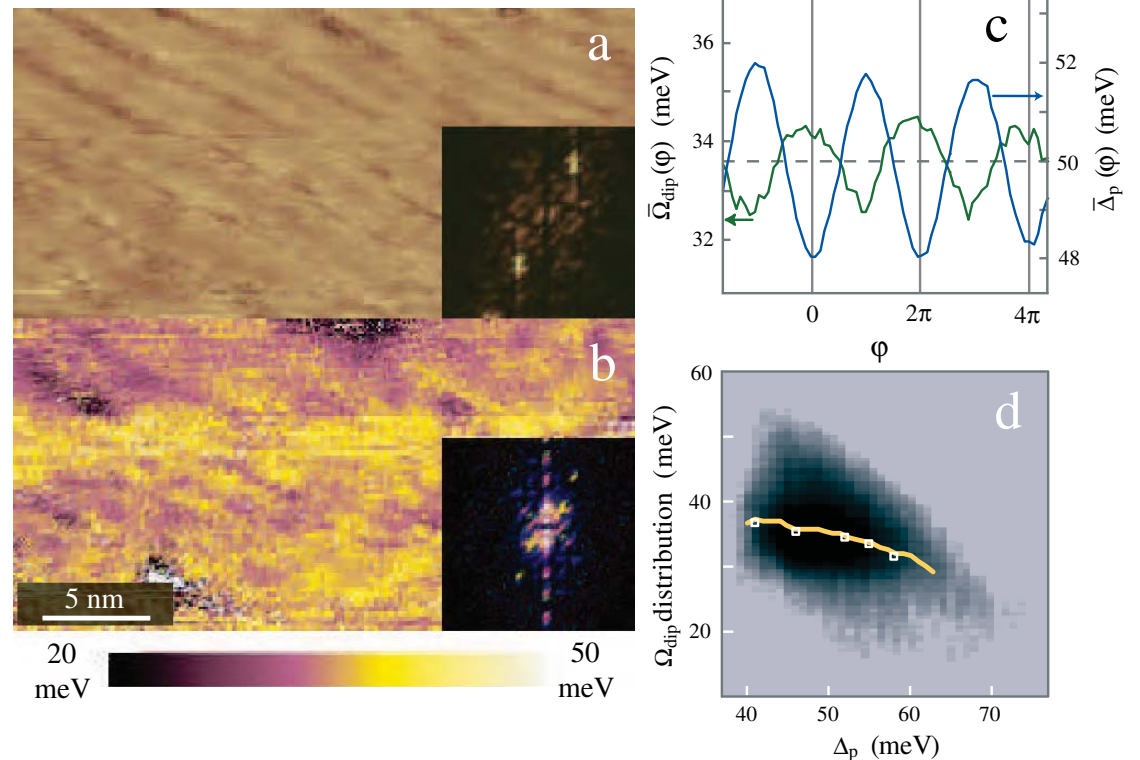 a
b
5 nm
20
meV
50
meV
c
36
34
32
Ω̅dip(φ) (meV)
52
50
48
Δ̅p (φ) (meV)
0
2π
4π
φ
d
60
40
20
Ωdip distribution (meV)
40
50
60
70
Δp (meV)